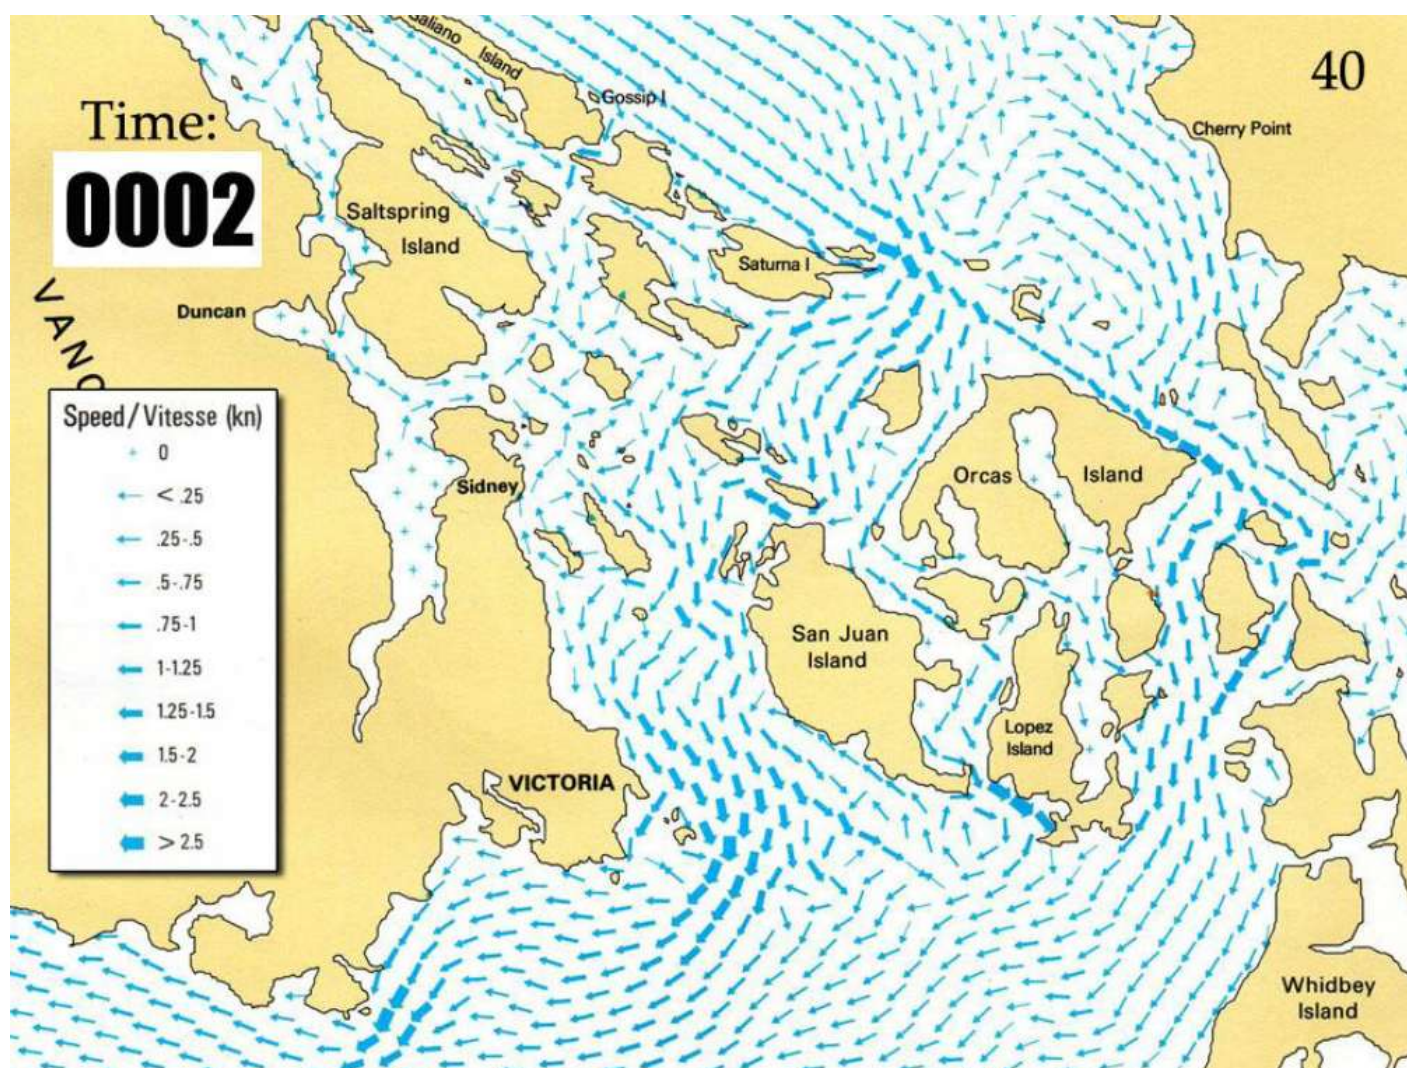 Galiano
Island
Gossip I
40
Time:
Cherry Point
0002
Saltspring
Island
Saturna I
Duncan
VANC
Speed/Vitesse (kn)
0
< .25
.25-.5
.5-.75
.75-1
1-1.25
1.25-1.5
1.5-2
2-2.5
> 2.5
Sidney
Orcas
Island
San Juan
Island
Lopez
Island
VICTORIA
Whidbey
Island